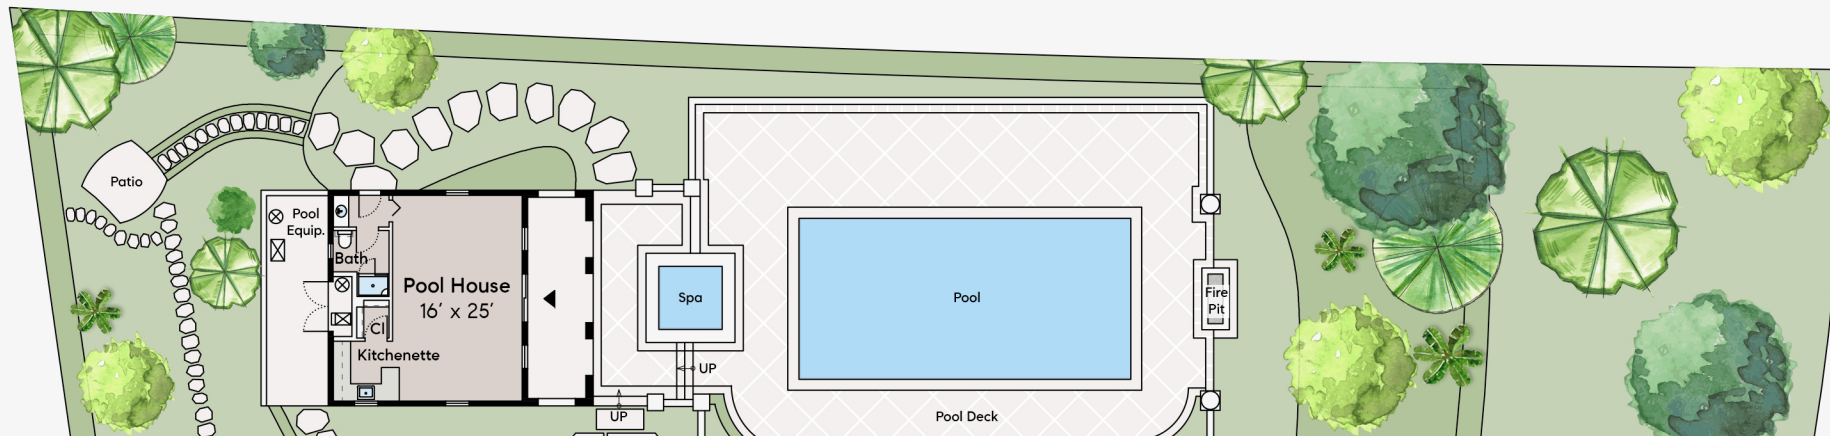 Patio
Pool
Equip.
Bath
Pool House
16' x 25'
Cl
Kitchenette
UP
Spa
UP
Pool
Pool Deck
Fire
Pit